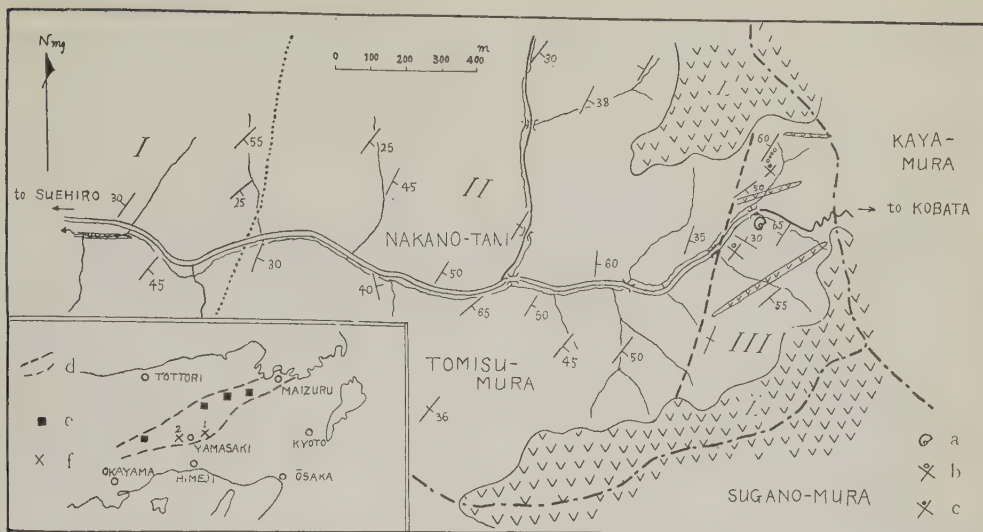 Nmg
0 100 200 300 400 m
30
38
I
55
25
45
II
60
KAYA-
MURA
to SUEHIRO
30
25
50
to KOBATA
NAKANO-TANI
35
30
65
45
30
50
60
40
65
50
55
III
TOMISU-
MURA
45
50
36
d
TOTTORI
MAIZURU
e
1
2
YAMASAKI
KYOTO
f
OKAYAMA
HIMEJI
ŌSAKA
SUGANO-MURA
a
b
c